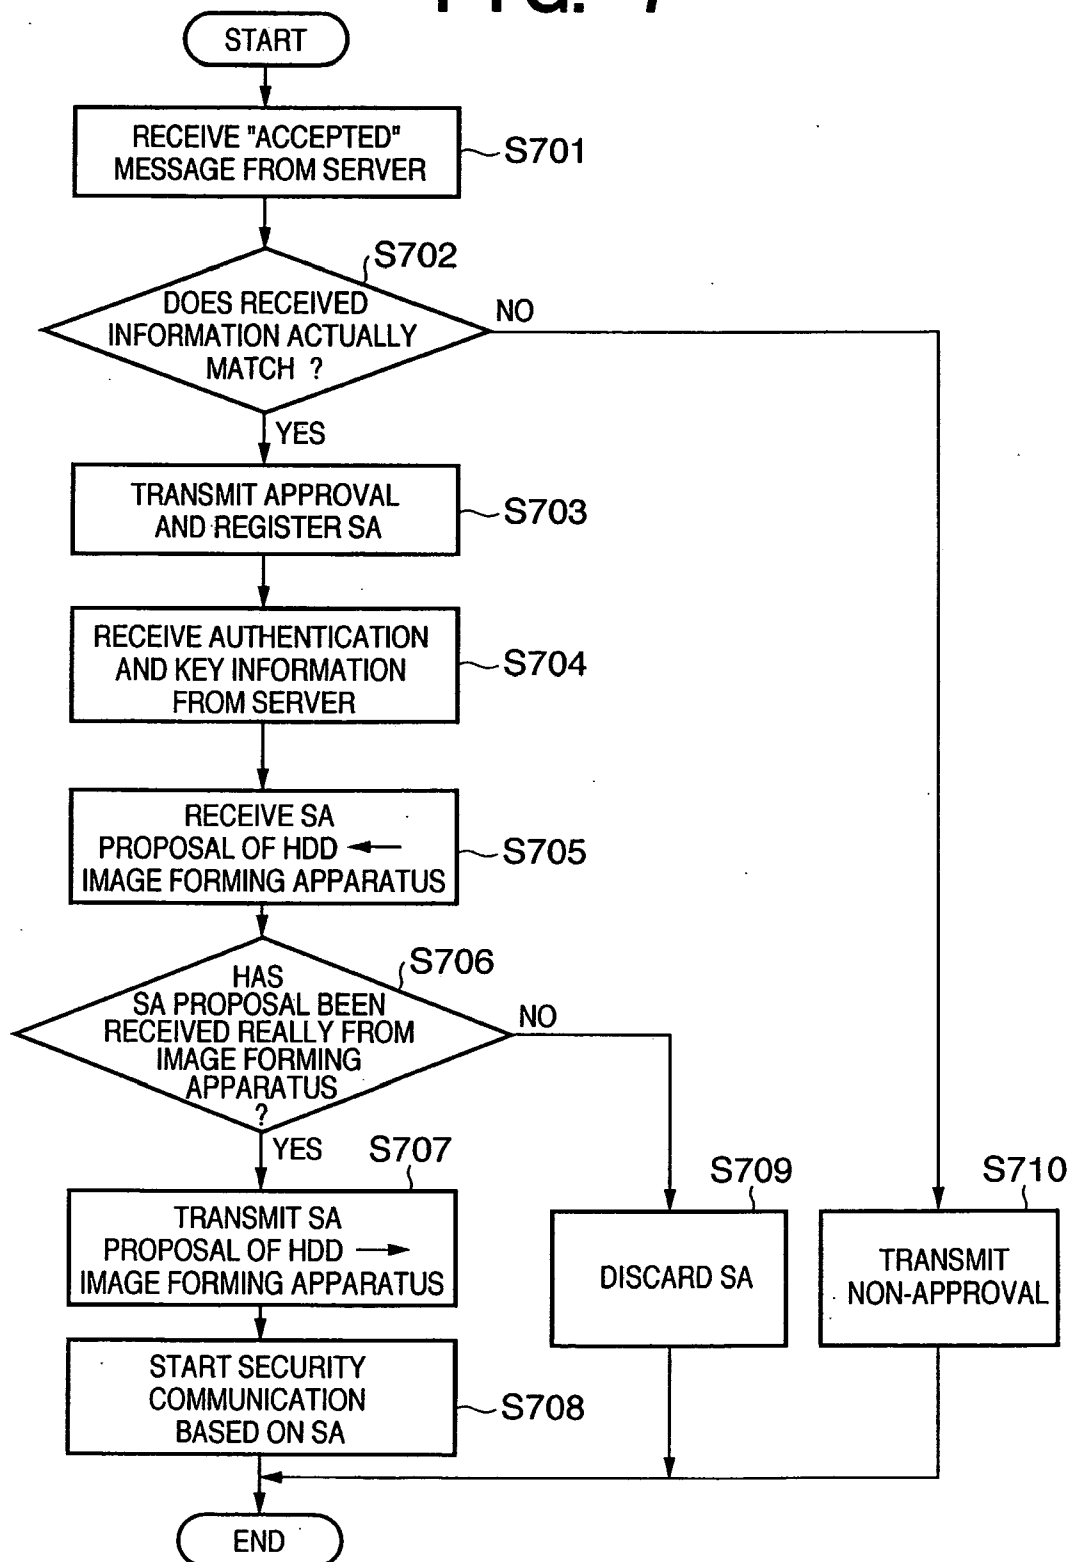 FIG. 7
START
RECEIVE "ACCEPTED"
MESSAGE FROM SERVER
S701
S702
DOES RECEIVED
INFORMATION ACTUALLY
MATCH ?
NO
YES
TRANSMIT APPROVAL
AND REGISTER SA
S703
RECEIVE AUTHENTICATION
AND KEY INFORMATION
FROM SERVER
S704
RECEIVE SA
PROPOSAL OF HDD ←
IMAGE FORMING APPARATUS
S705
S706
HAS
SA PROPOSAL BEEN
RECEIVED REALLY FROM
IMAGE FORMING
APPARATUS
?
NO
YES
S707
TRANSMIT SA
PROPOSAL OF HDD →
IMAGE FORMING APPARATUS
S709
DISCARD SA
S710
TRANSMIT
NON-APPROVAL
START SECURITY
COMMUNICATION
BASED ON SA
S708
END